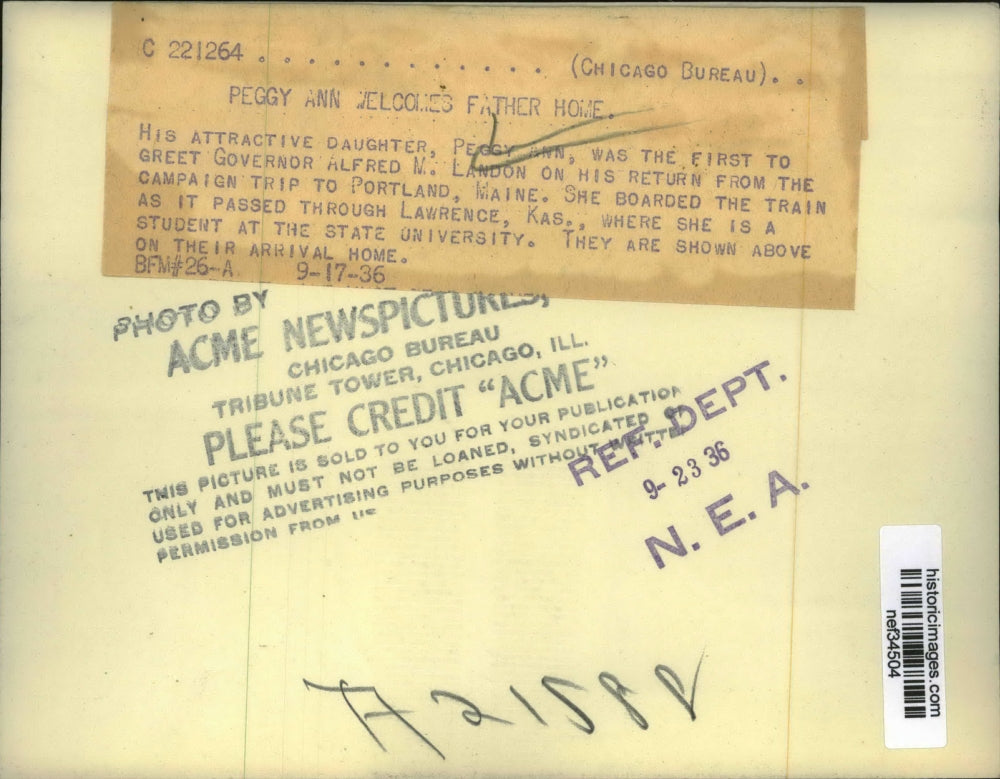 C 221264 . . . . . . . . . . . . . (CHICAGO BUREAU). . .
PEGGY ANN WELCOMES FATHER HOME.
HIS ATTRACTIVE DAUGHTER, PEGGY ANN, WAS THE FIRST TO
GREET GOVERNOR ALFRED M. LANDON ON HIS RETURN FROM THE
CAMPAIGN TRIP TO PORTLAND, MAINE. SHE BOARDED THE TRAIN
AS IT PASSED THROUGH LAWRENCE, KAS., WHERE SHE IS A
STUDENT AT THE STATE UNIVERSITY. THEY ARE SHOWN ABOVE
ON THEIR ARRIVAL HOME.
BFM#26-A 9-17-36
PHOTO BY
ACME NEWSPICTURES,
CHICAGO BUREAU
TRIBUNE TOWER, CHICAGO, ILL.
PLEASE CREDIT "ACME"
THIS PICTURE IS SOLD TO YOU FOR YOUR PUBLICATION
ONLY AND MUST NOT BE LOANED, SYNDICATED
USED FOR ADVERTISING PURPOSES WITHOUT
PERMISSION FROM US
REF. DEPT.
9-23 36
N. E. A.
historicimages.com
nef34504
A21588